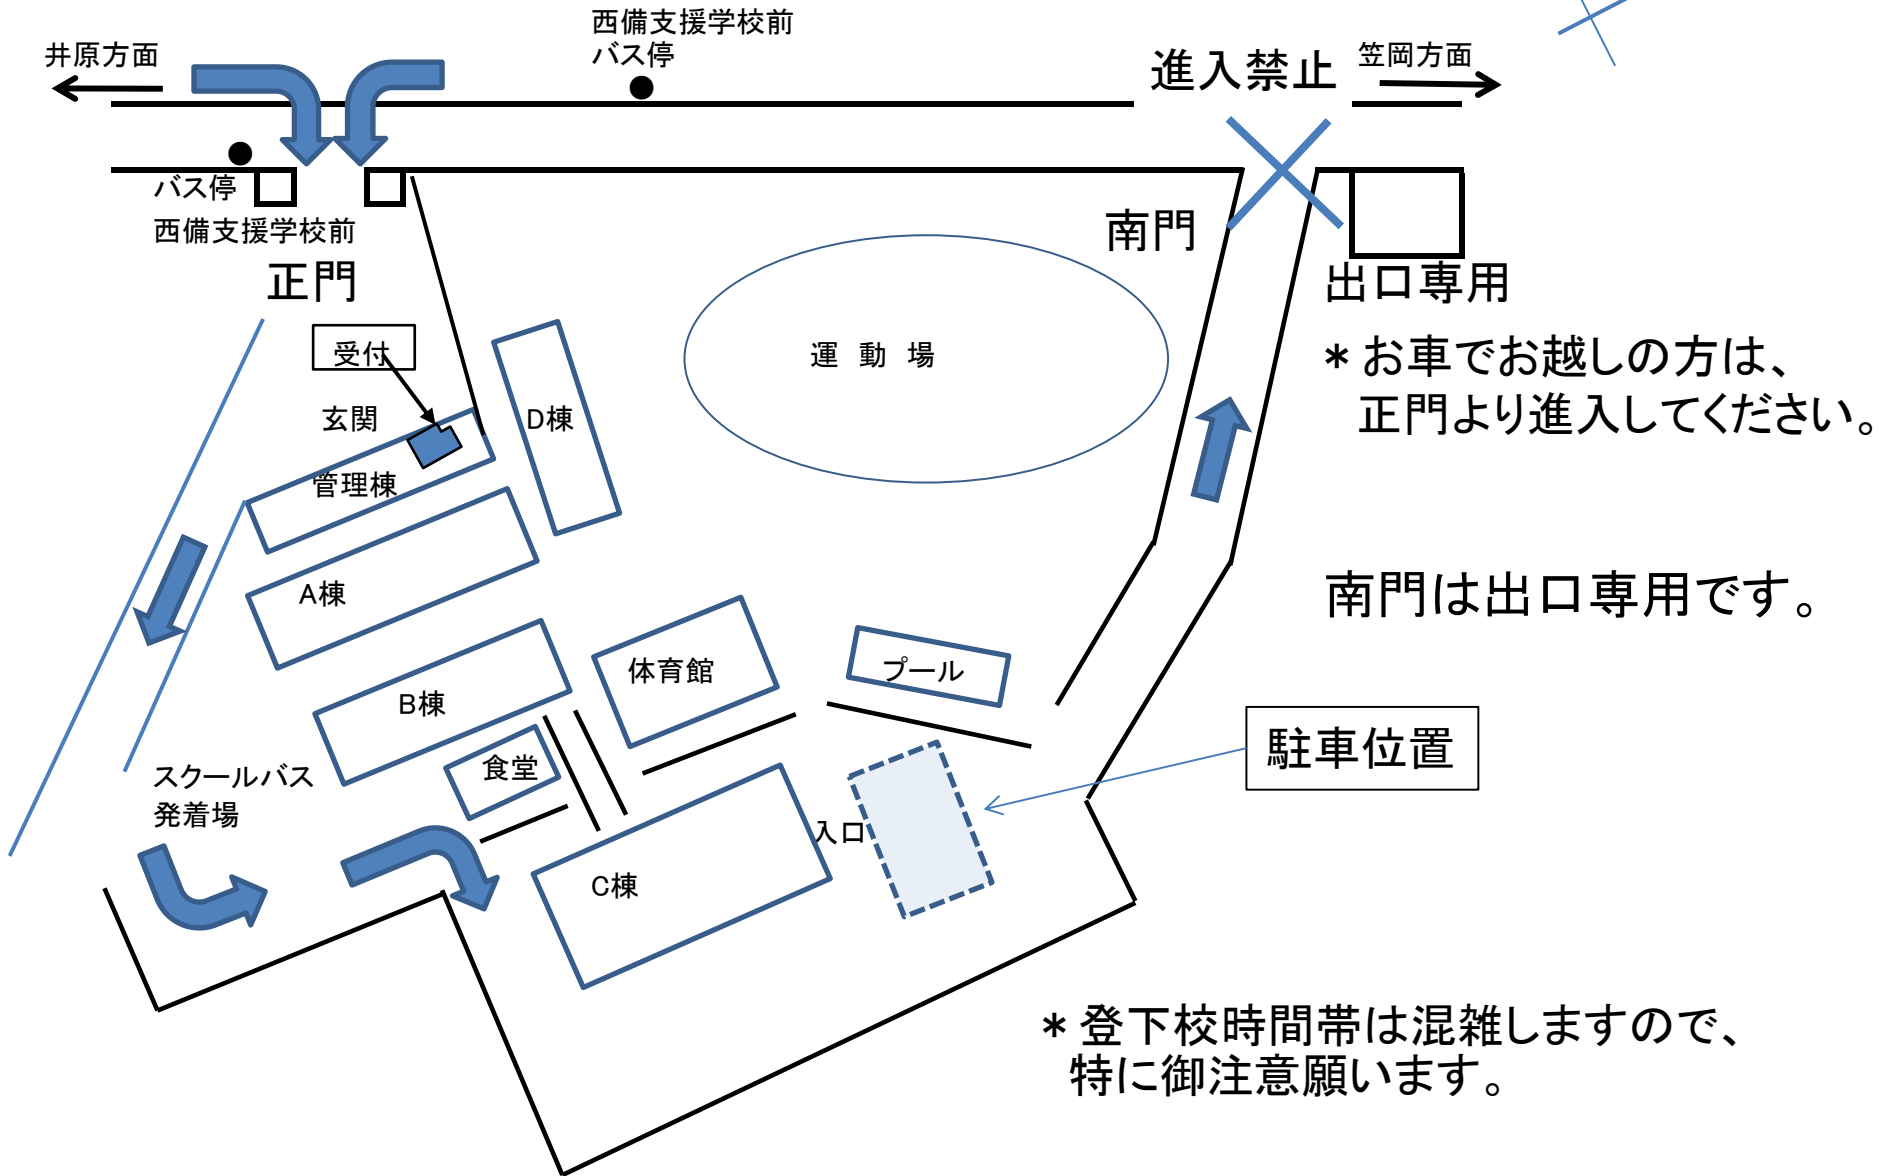 西備支援学校前
バス停
井原方面
進入禁止
笠岡方面
バス停
西備支援学校前
正門
南門
出口専用
受付
運 動 場
＊お車でお越しの方は、
正門より進入してください。
玄関
D棟
管理棟
A棟
南門は出口専用です。
体育館
プール
B棟
駐車位置
食堂
スクールバス
発着場
入口
C棟
＊登下校時間帯は混雑しますので、
特に御注意願います。